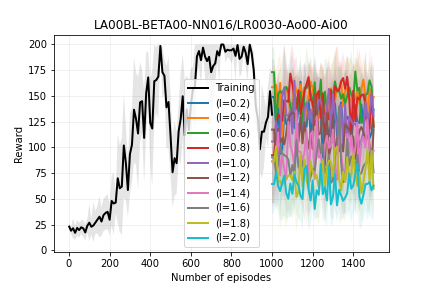 LA00BL-BETA00-NN016/LR0030-Ao00-Ai00
200
175
150
125
100
75
50
25
0
Reward
Training
(l=0.2)
(l=0.4)
(l=0.6)
(l=0.8)
(l=1.0)
(l=1.2)
(l=1.4)
(l=1.6)
(l=1.8)
(l=2.0)
0 200 400 600 800 1000 1200 1400
Number of episodes